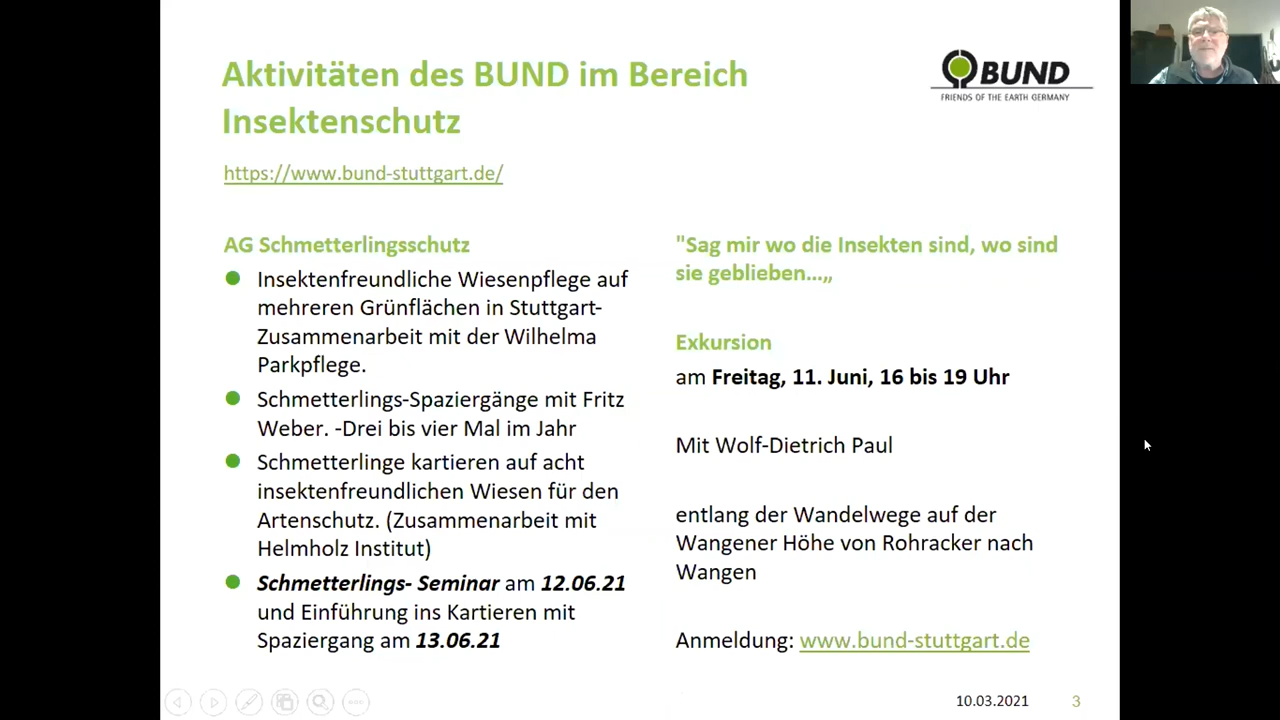 Aktivitäten des BUND im Bereich
Insektenschutz
BUND
FRIENDS OF THE EARTH GERMANY
https://www.bund-stuttgart.de/
AG Schmetterlingsschutz
Insektenfreundliche Wiesenpflege auf
mehreren Grünflächen in Stuttgart-
Zusammenarbeit mit der Wilhelma
Parkpflege.
Schmetterlings-Spaziergänge mit Fritz
Weber. -Drei bis vier Mal im Jahr
Schmetterlinge kartieren auf acht
insektenfreundlichen Wiesen für den
Artenschutz. (Zusammenarbeit mit
Helmholz Institut)
Schmetterlings- Seminar am 12.06.21
und Einführung ins Kartieren mit
Spaziergang am 13.06.21
"Sag mir wo die Insekten sind, wo sind
sie geblieben...„
Exkursion
am Freitag, 11. Juni, 16 bis 19 Uhr
Mit Wolf-Dietrich Paul
entlang der Wandelwege auf der
Wangener Höhe von Rohracker nach
Wangen
Anmeldung: www.bund-stuttgart.de
10.03.2021
3